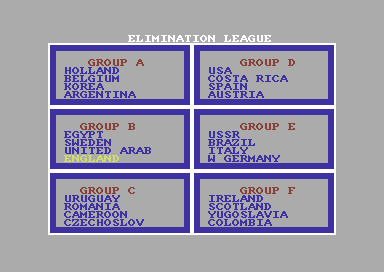 ELIMINATION LEAGUE
GROUP A
HOLLAND
BELGIUM
KOREA
ARGENTINA
GROUP D
USA
COSTA RICA
SPAIN
AUSTRIA
GROUP B
EGYPT
SWEDEN
UNITED ARAB
ENGLAND
GROUP E
USSR
BRAZIL
ITALY
W GERMANY
GROUP C
URUGUAY
ROMANIA
CAMEROON
CZECHOSLOV
GROUP F
IRELAND
SCOTLAND
YUGOSLAVIA
COLOMBIA